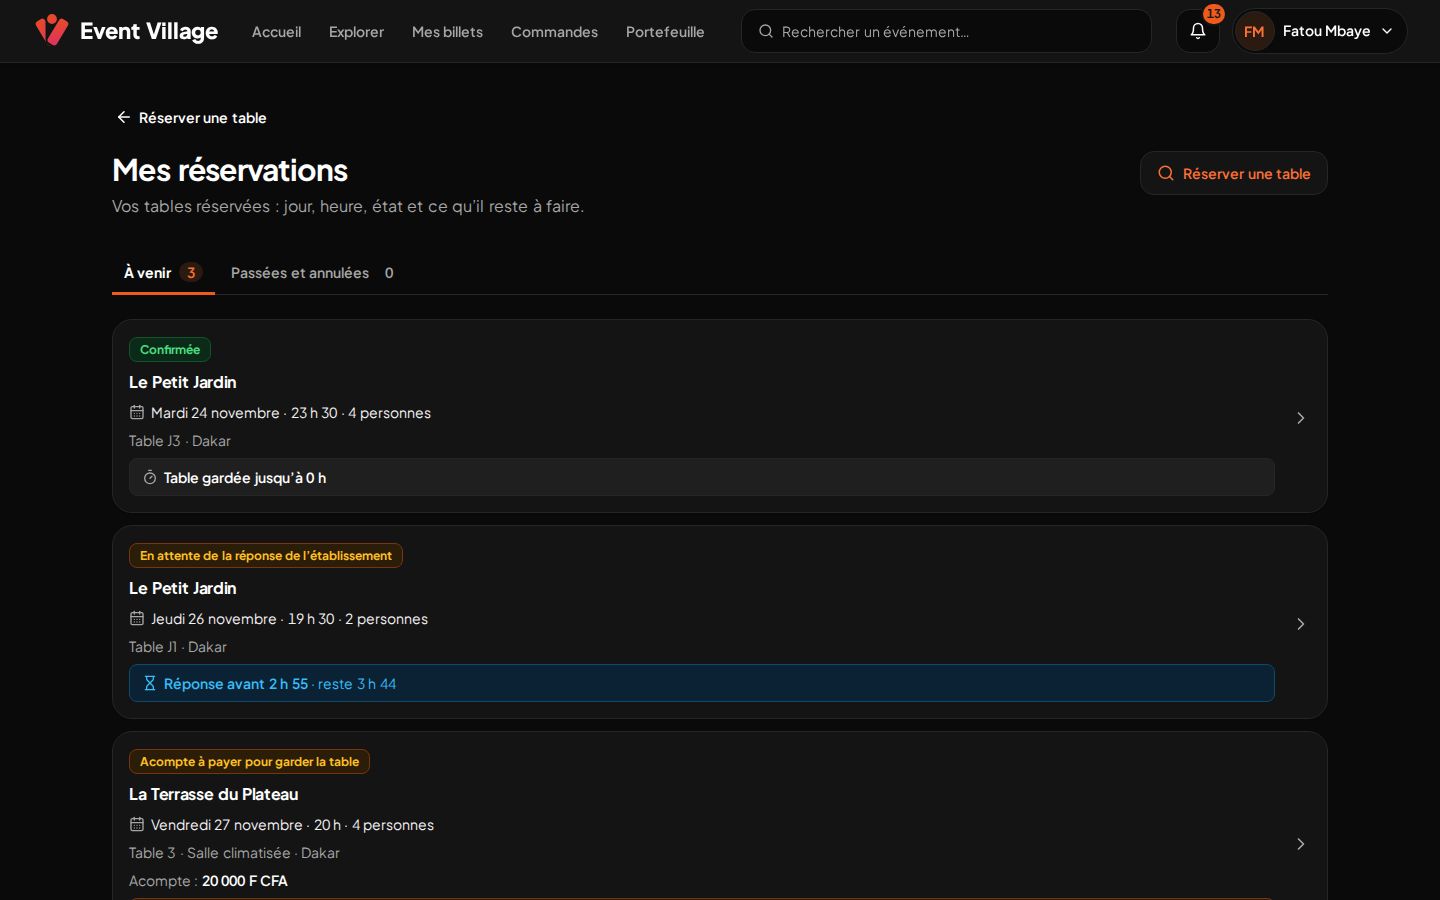 Event Village
Accueil
Explorer
Mes billets
Commandes
Portefeuille
Rechercher un événement…
13
FM
Fatou Mbaye
Réserver une table
Mes réservations
Réserver une table
Vos tables réservées : jour, heure, état et ce qu’il reste à faire.
À venir 3
Passées et annulées 0
Confirmée
Le Petit Jardin
Mardi 24 novembre · 23 h 30 · 4 personnes
Table J3 · Dakar
Table gardée jusqu’à 0 h
En attente de la réponse de l’établissement
Le Petit Jardin
Jeudi 26 novembre · 19 h 30 · 2 personnes
Table J1 · Dakar
Réponse avant 2 h 55 · reste 3 h 44
Acompte à payer pour garder la table
La Terrasse du Plateau
Vendredi 27 novembre · 20 h · 4 personnes
Table 3 · Salle climatisée · Dakar
Acompte : 20 000 F CFA